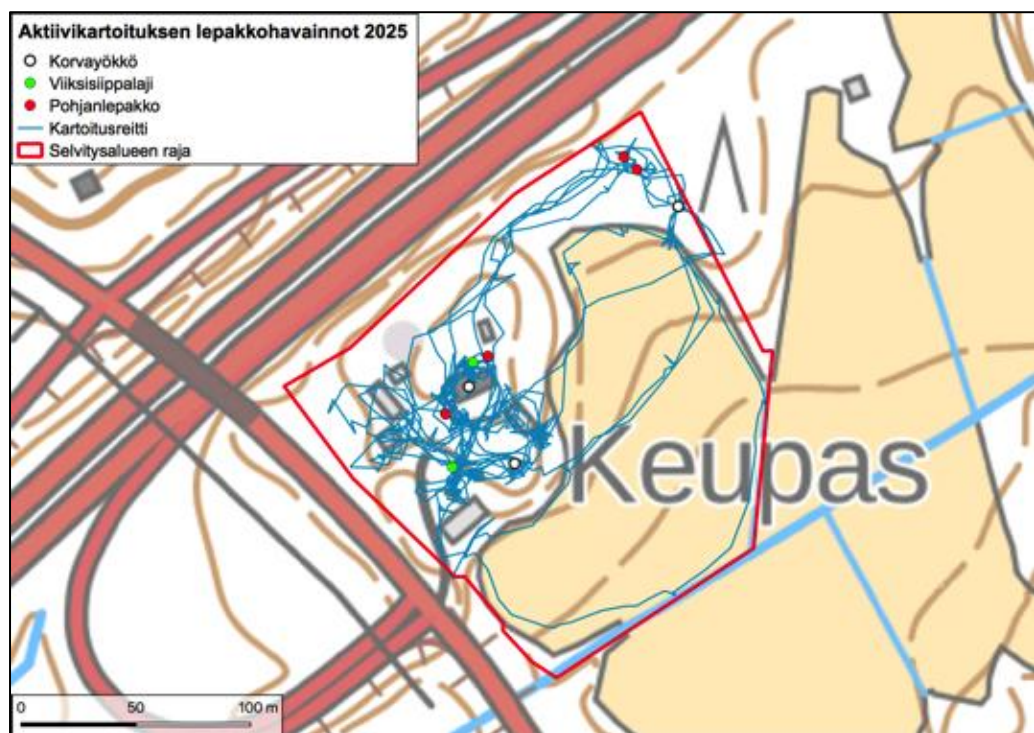 Aktiivikartoituksen lepakkohavainnot 2025
Korvayökkö
Viiksisiippalaji
Pohjanlepakko
Kartoitusreitti
Selvitysalueen raja
Keupas
0 50 100 m